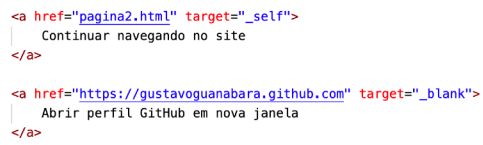 <a href="pagina2.html" target="_self">
Continuar navegando no site
</a>
<a href="https://gustavoguanabara.github.com" target="_blank">
Abrir perfil GitHub em nova janela
</a>